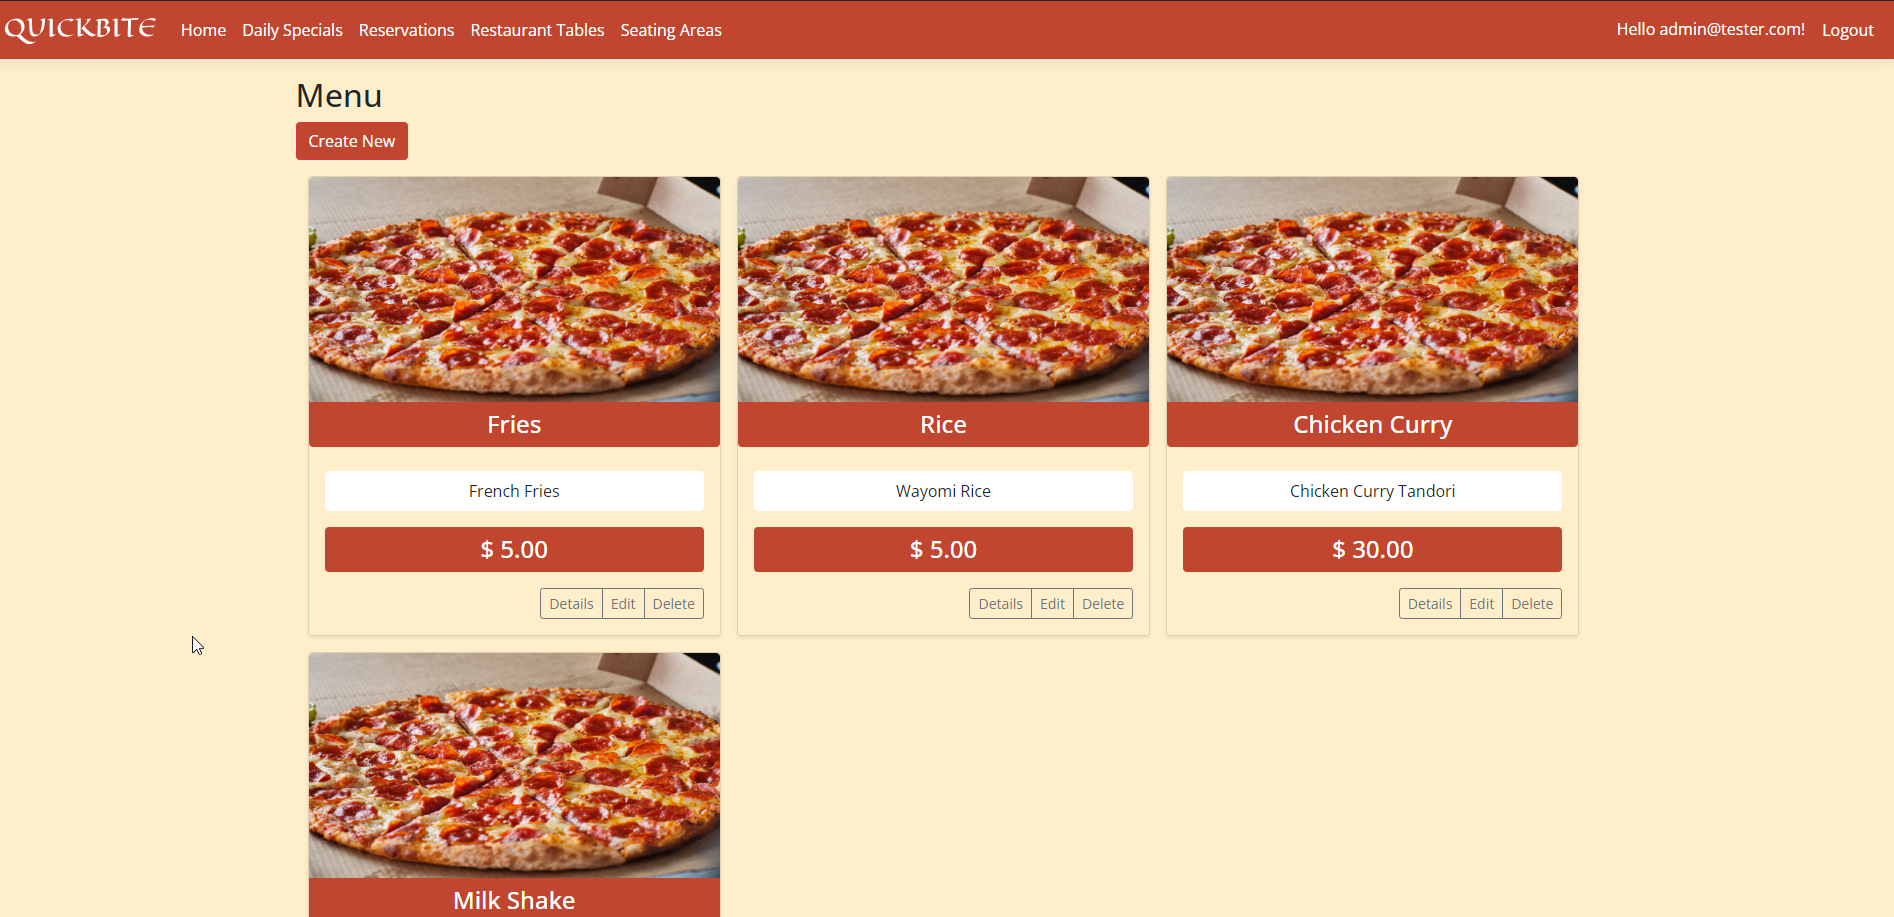 QUICKBITE Home Daily Specials Reservations Restaurant Tables Seating Areas Hello admin@tester.com! Logout
Menu
Create New
Fries
French Fries
$ 5.00
Details Edit Delete
Rice
Wayomi Rice
$ 5.00
Details Edit Delete
Chicken Curry
Chicken Curry Tandori
$ 30.00
Details Edit Delete
Milk Shake